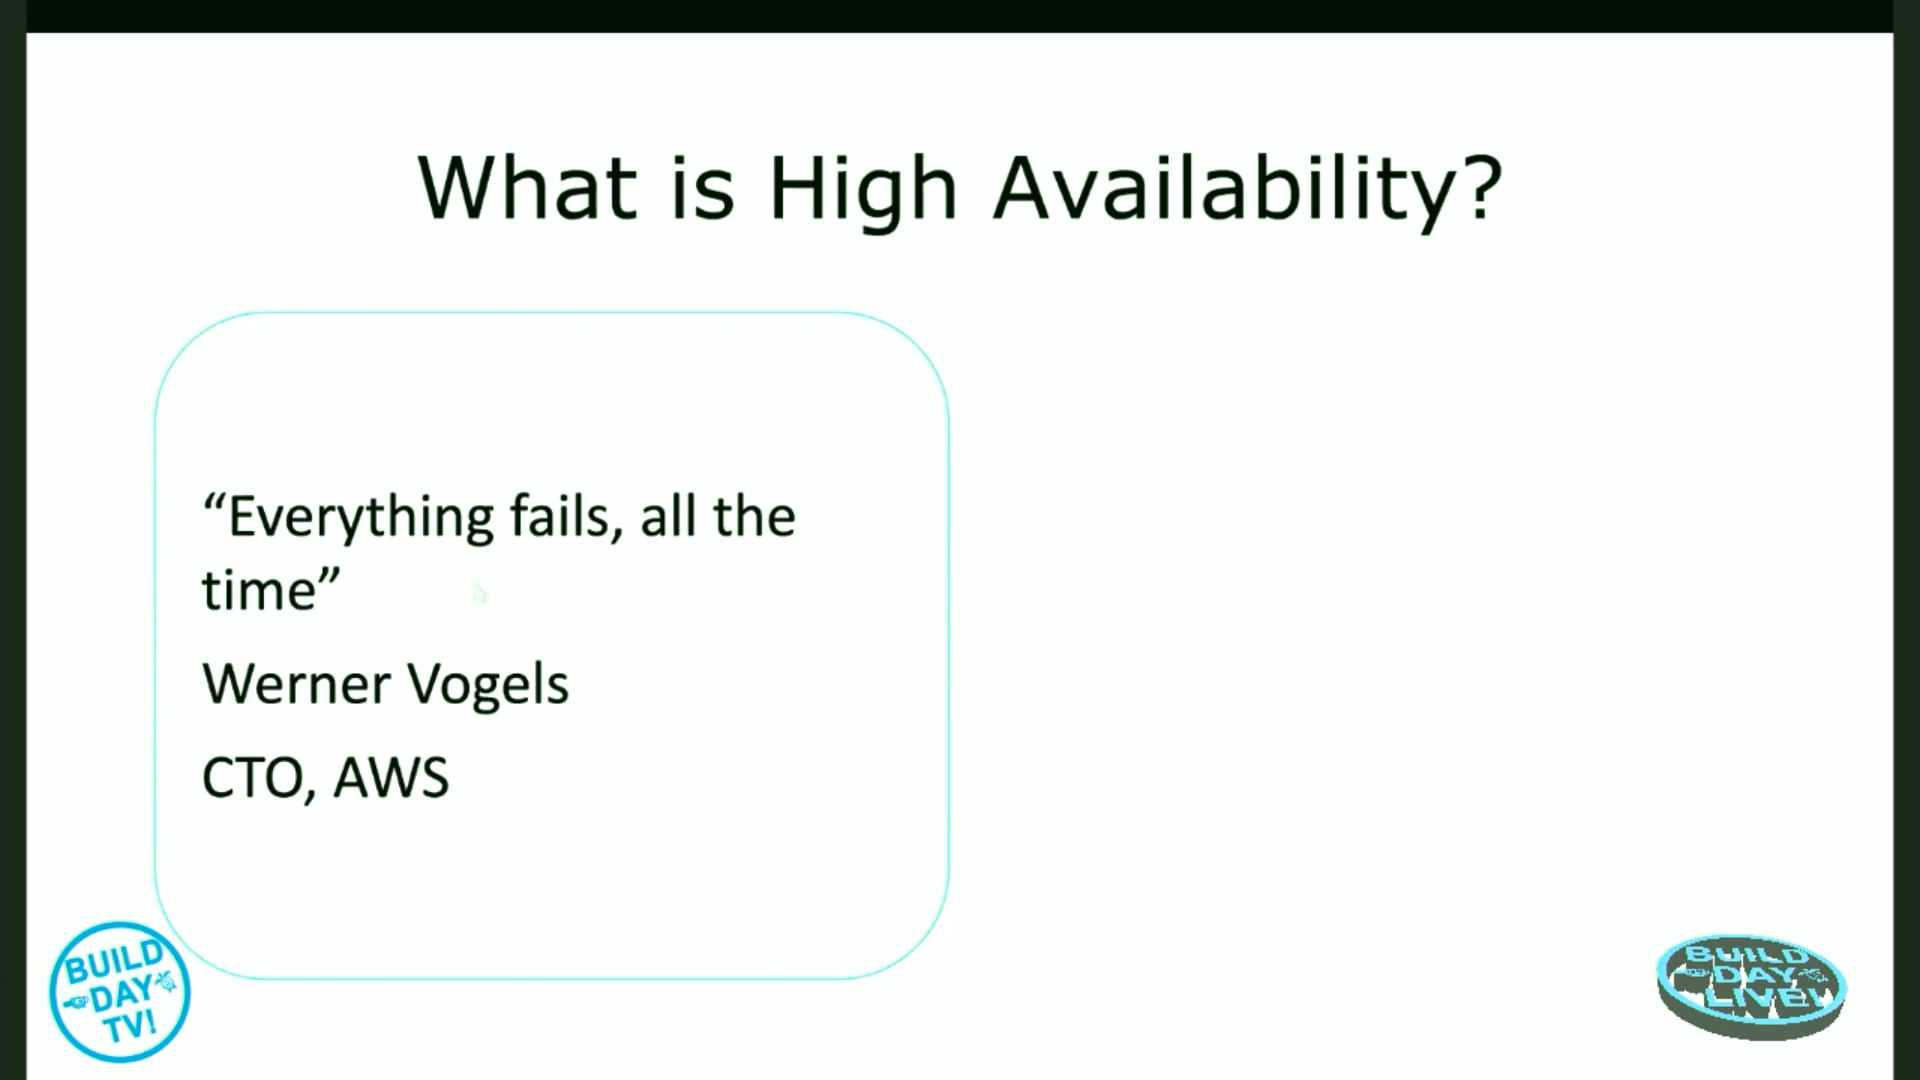 What is High Availability?
“Everything fails, all the
time”
Werner Vogels
CTO, AWS
BUILD
DAY
TV!
BUILD
DAY
LIVE!